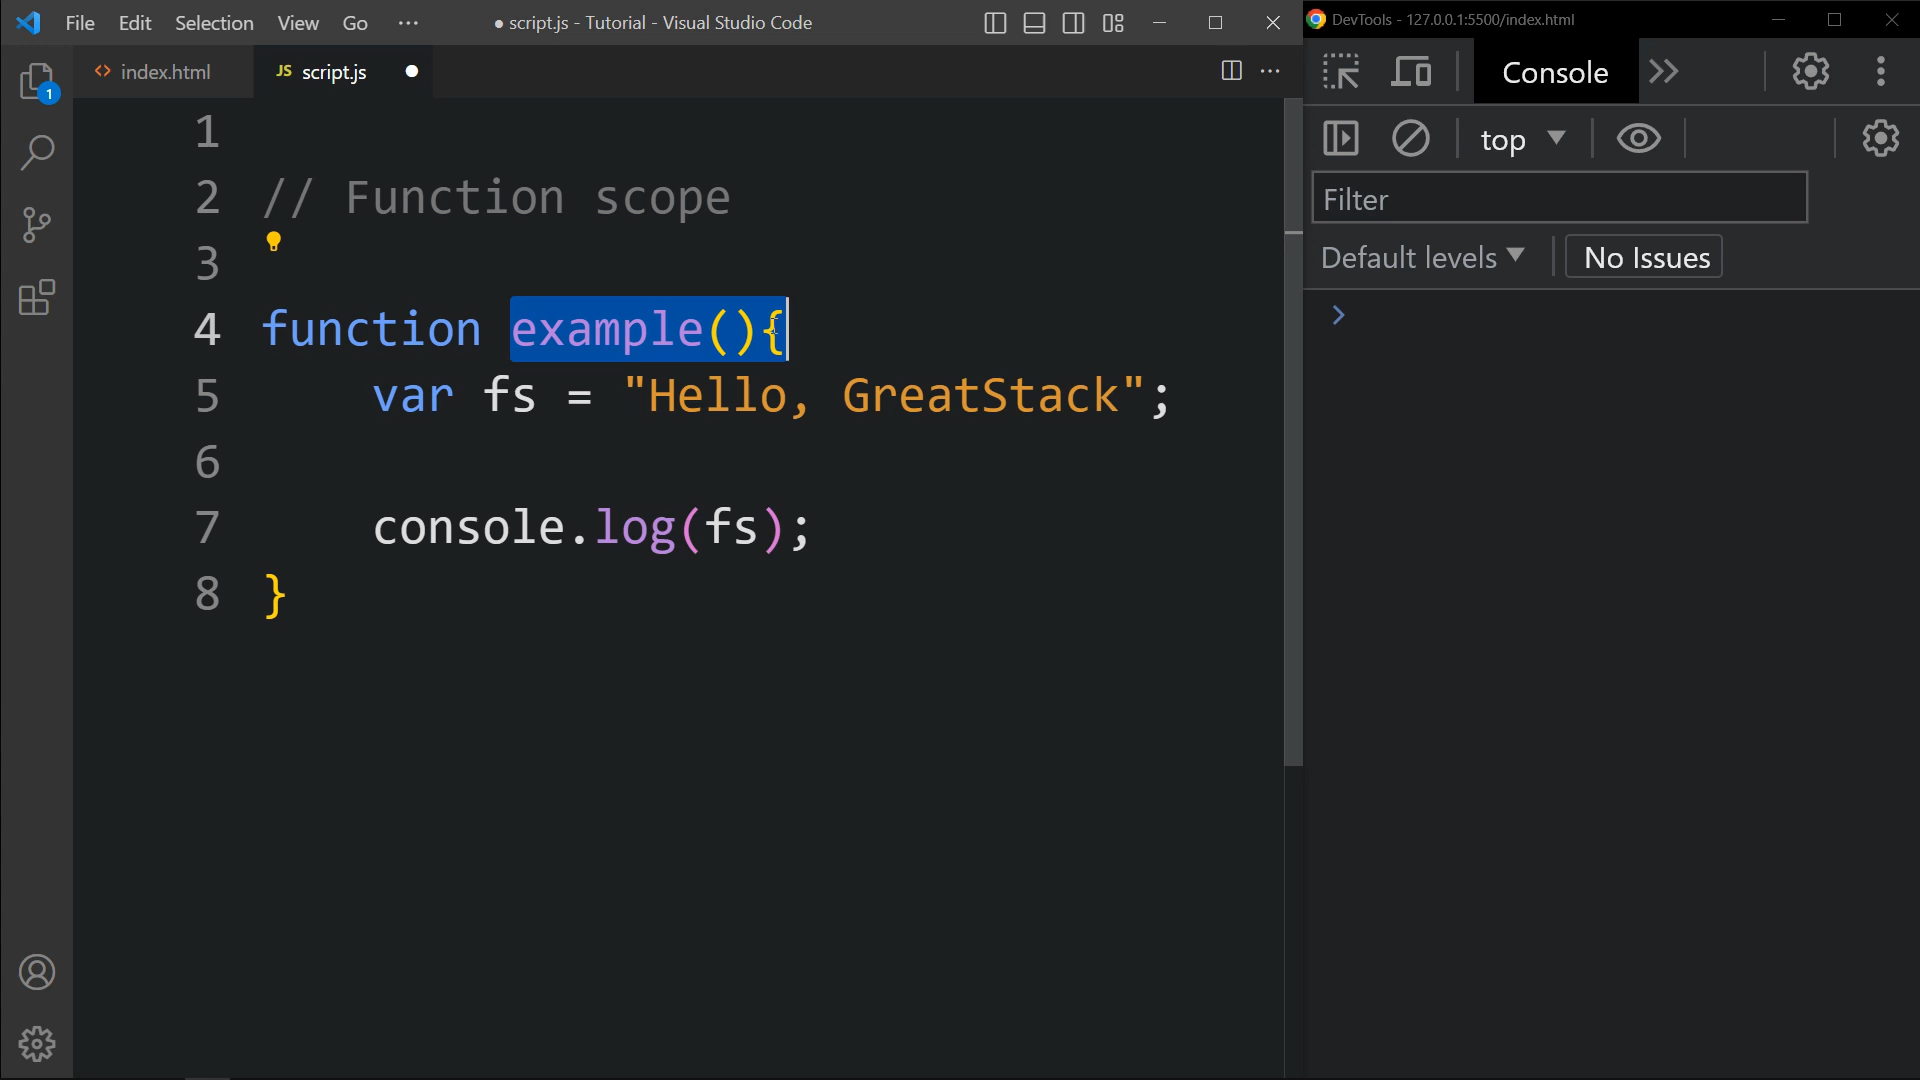 File Edit Selection View Go ··· ● script.js - Tutorial - Visual Studio Code
DevTools - 127.0.0.1:5500/index.html
<> index.html JS script.js ●
Console
1
top
Filter
Default levels ▼ No Issues
1
2 // Function scope
3
4 function example(){
5     var fs = "Hello, GreatStack";
6
7     console.log(fs);
8 }